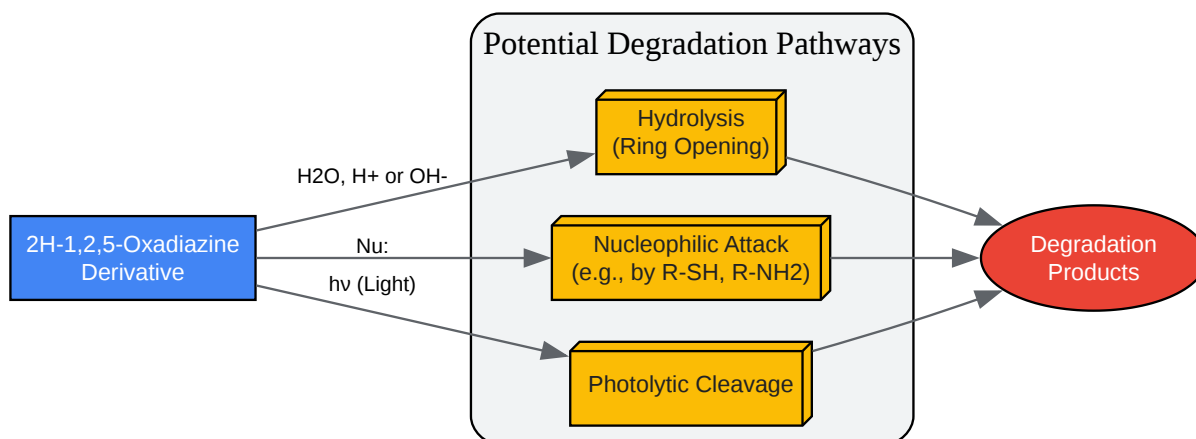 Potential Degradation Pathways
2H-1,2,5-Oxadiazine
Derivative
H2O, H+ or OH-
Nu:
hν (Light)
Hydrolysis
(Ring Opening)
Nucleophilic Attack
(e.g., by R-SH, R-NH2)
Photolytic Cleavage
Degradation
Products